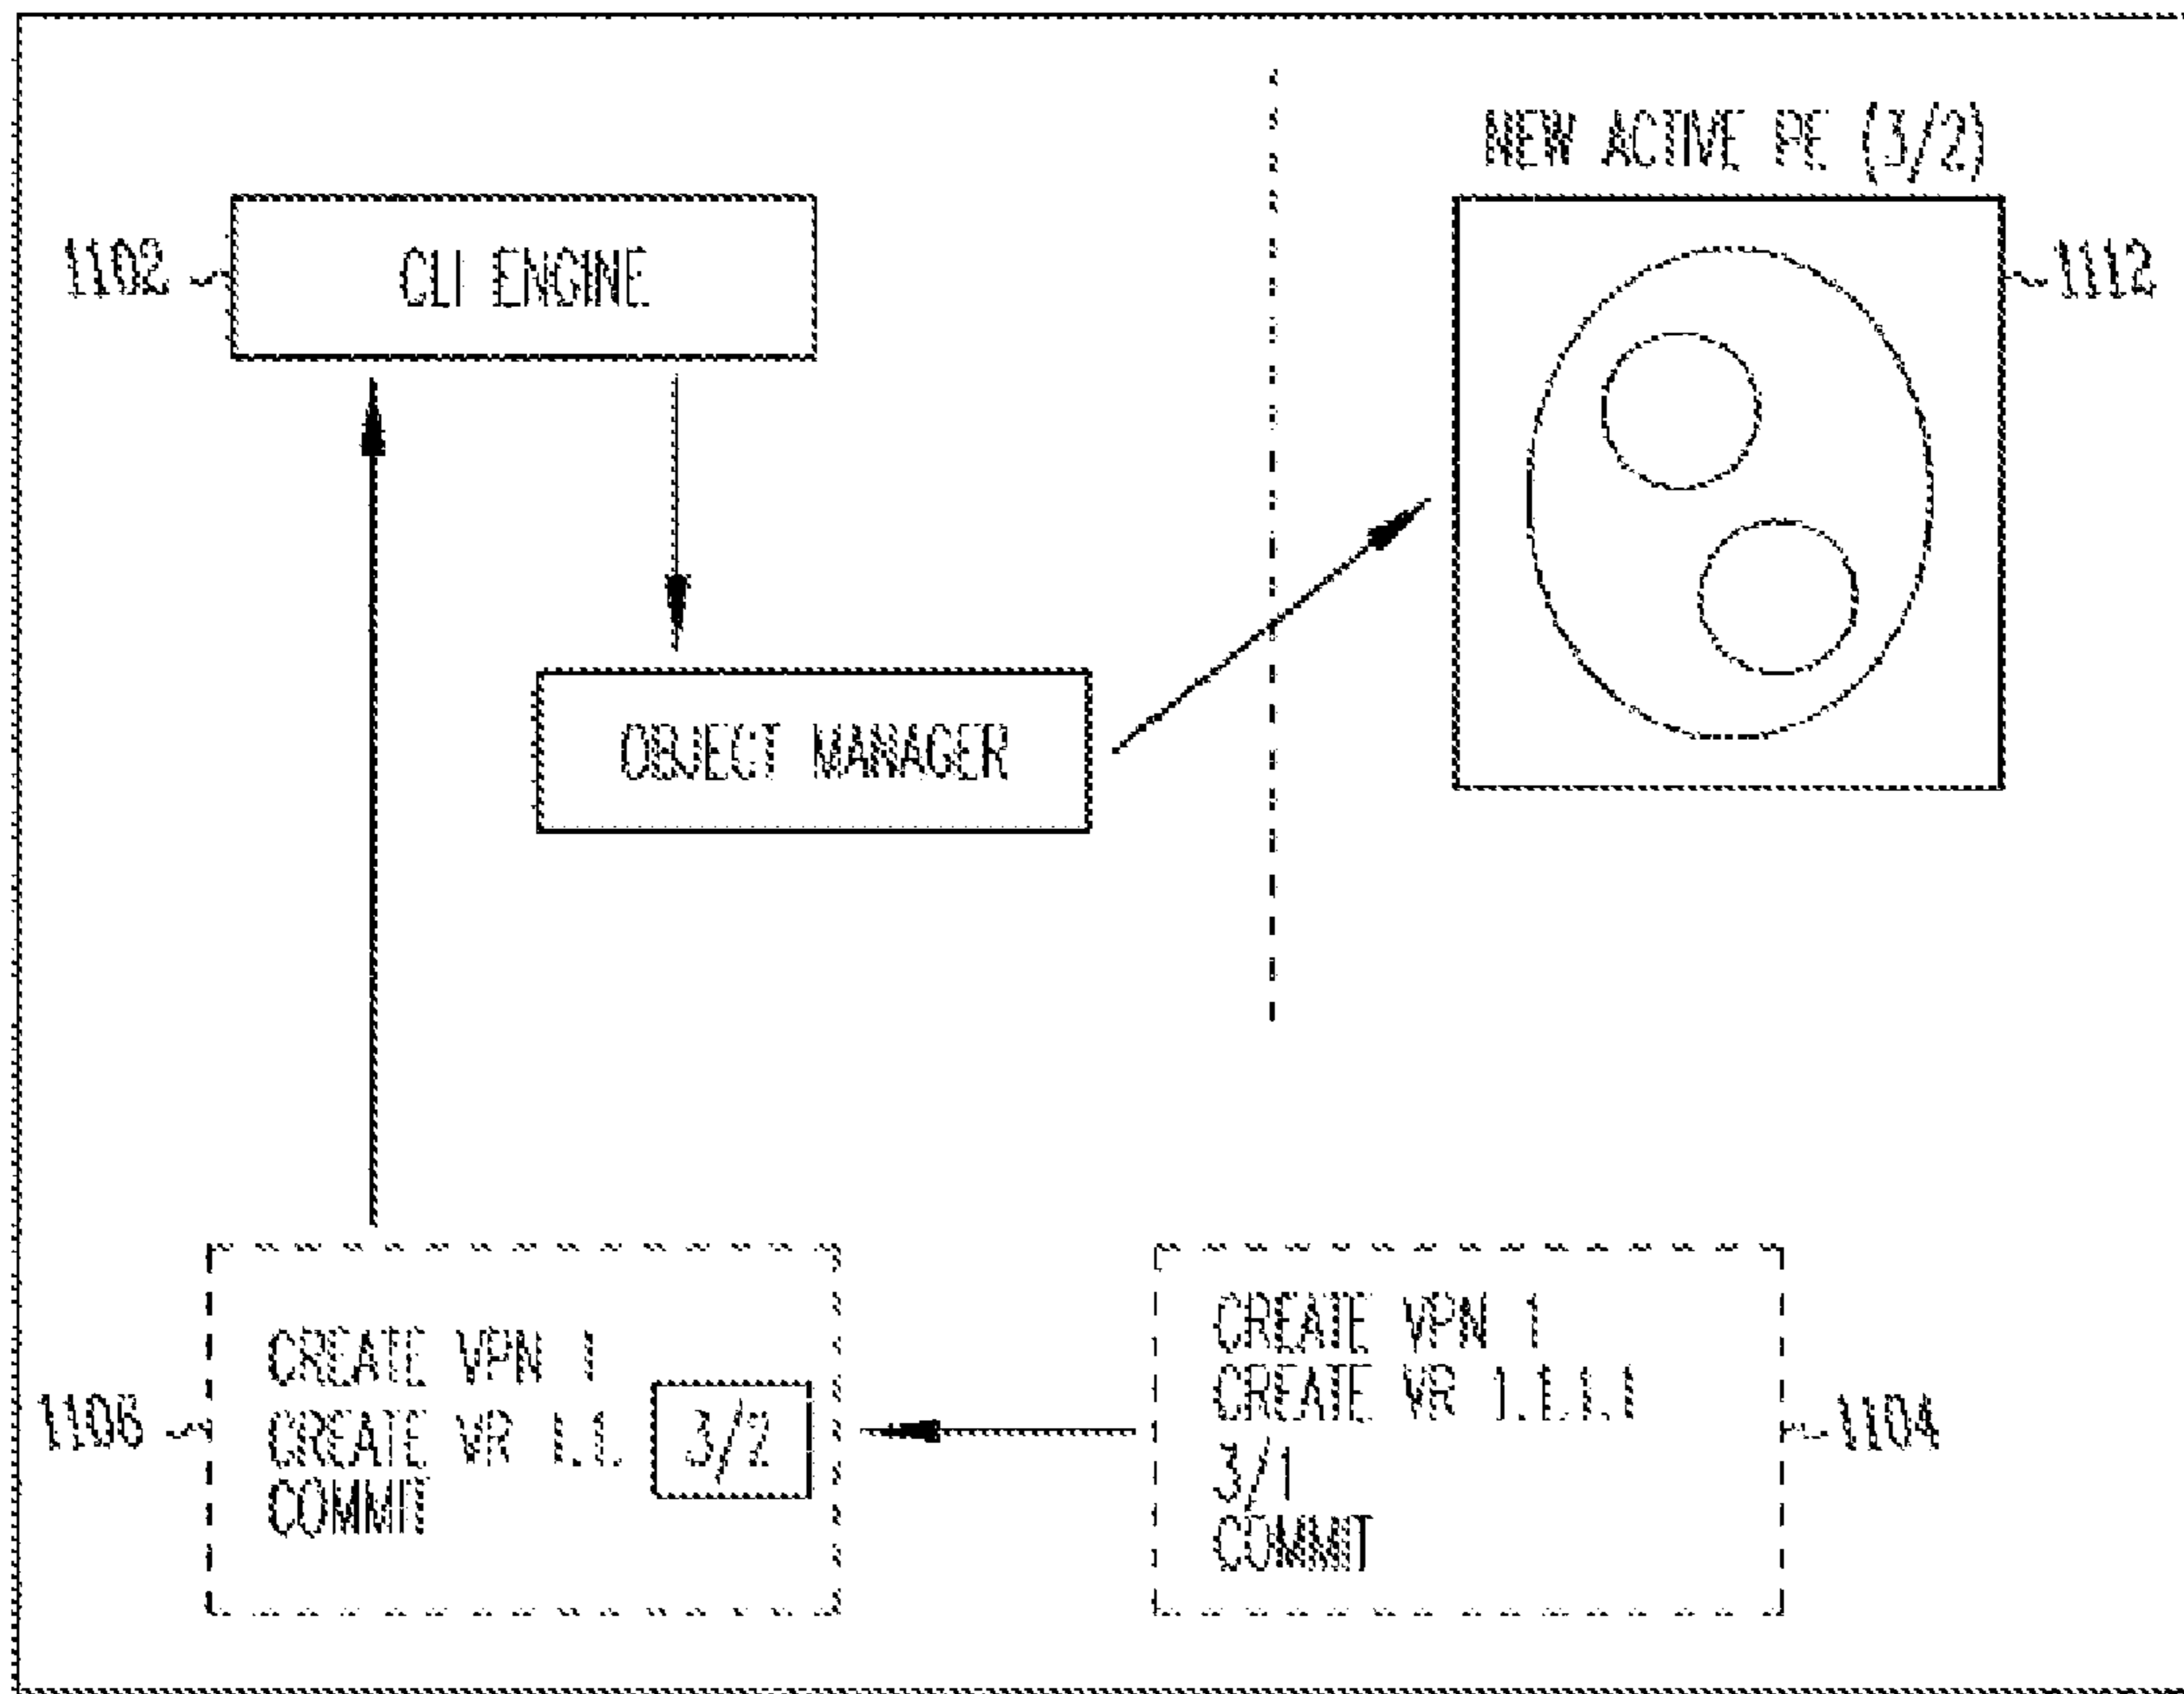 NEW ACTIVE PE (3/2)
1102
CLI ENGINE
1112
OBJECT MANAGER
CREATE VPN 1
CREATE VR 1.1.
3/2
COMMIT
1106
CREATE VPN 1
CREATE VR 1.1.1.1
3/1
COMMIT
1104